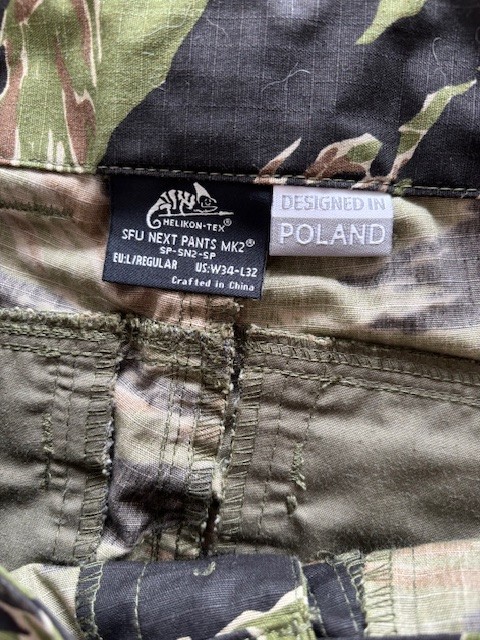 HELIKON-TEX®
SFU NEXT PANTS MK2®
SP-SN2-SP
EU:L/REGULAR US:W34-L32
Crafted in China
DESIGNED IN
POLAND